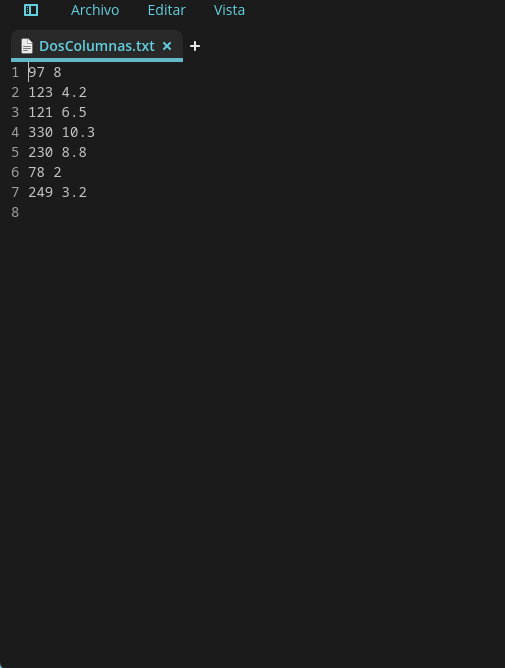 Archivo Editar Vista
DosColumnas.txt × +
1 97 8
2 123 4.2
3 121 6.5
4 330 10.3
5 230 8.8
6 78 2
7 249 3.2
8